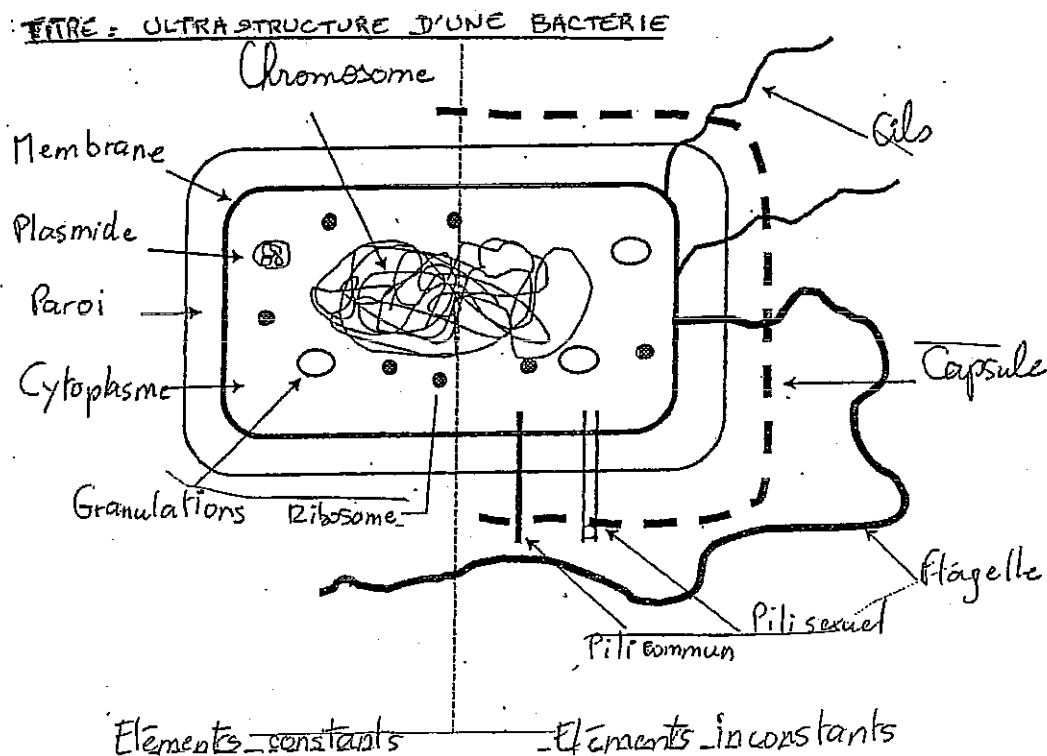 TITRE : ULTRASTRUCTURE D'UNE BACTERIE
Chromosome
Cils
Membrane
Plasmide
Paroi
Capsule
Cytoplasme
Granulations
Ribosome
Flagelle
Pili sexuel
Pili commun
Eléments constants
Eléments inconstants